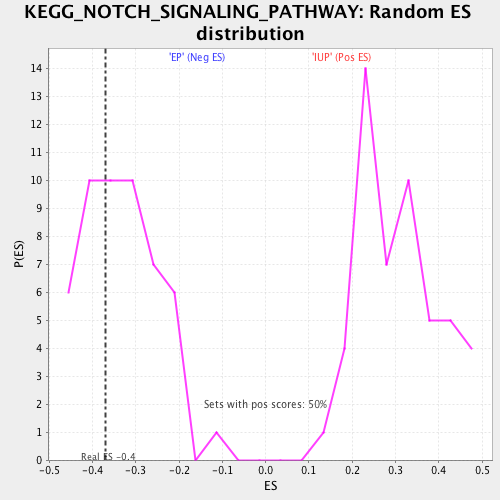 KEGG_NOTCH_SIGNALING_PATHWAY: Random ES
distribution
'EP' (Neg ES)
'IUP' (Pos ES)
14
13
12
11
10
9
8
7
6
5
4
3
2
1
0
P(ES)
Sets with pos scores: 50%
Real ES -0.4
-0.5 -0.4 -0.3 -0.2 -0.1 0.0 0.1 0.2 0.3 0.4 0.5
ES